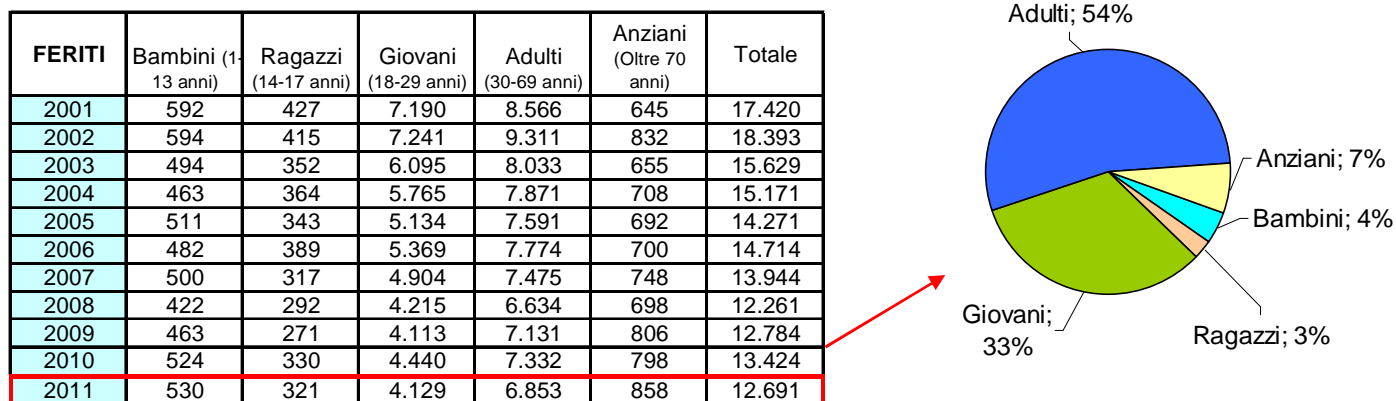 FERITI Bambini (1-13 anni) Ragazzi (14-17 anni) Giovani (18-29 anni) Adulti (30-69 anni) Anziani (Oltre 70 anni) Totale
2001 592 427 7.190 8.566 645 17.420
2002 594 415 7.241 9.311 832 18.393
2003 494 352 6.095 8.033 655 15.629
2004 463 364 5.765 7.871 708 15.171
2005 511 343 5.134 7.591 692 14.271
2006 482 389 5.369 7.774 700 14.714
2007 500 317 4.904 7.475 748 13.944
2008 422 292 4.215 6.634 698 12.261
2009 463 271 4.113 7.131 806 12.784
2010 524 330 4.440 7.332 798 13.424
2011 530 321 4.129 6.853 858 12.691
Adulti; 54%
Anziani; 7%
Bambini; 4%
Ragazzi; 3%
Giovani;
33%